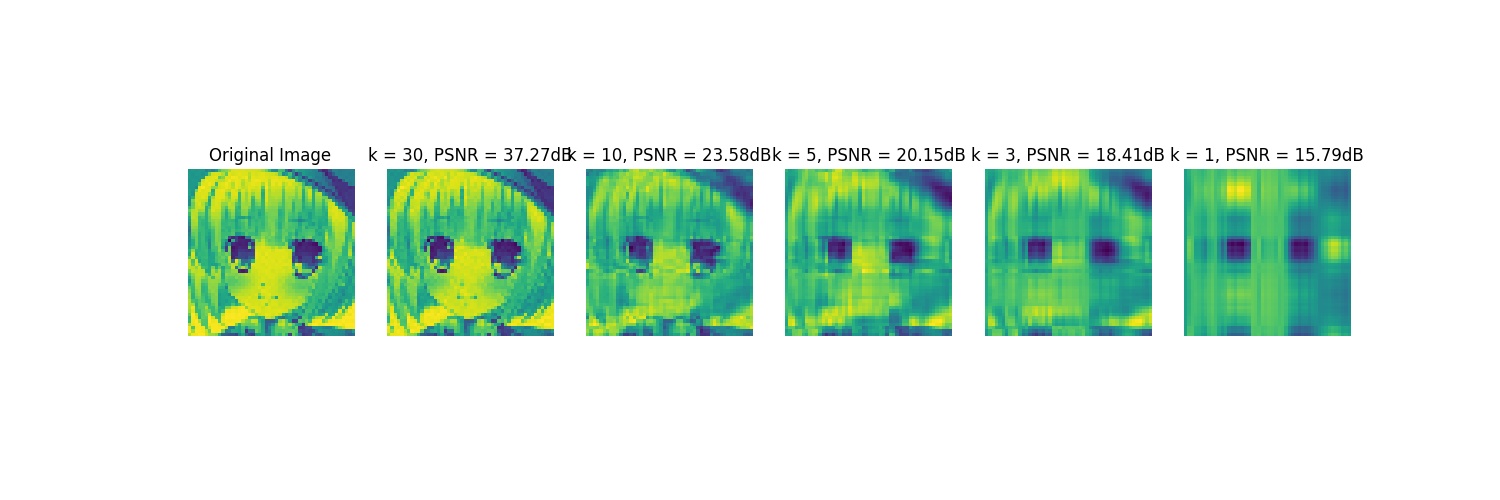 Original Image
k = 30, PSNR = 37.27dB
k = 10, PSNR = 23.58dB
k = 5, PSNR = 20.15dB
k = 3, PSNR = 18.41dB
k = 1, PSNR = 15.79dB